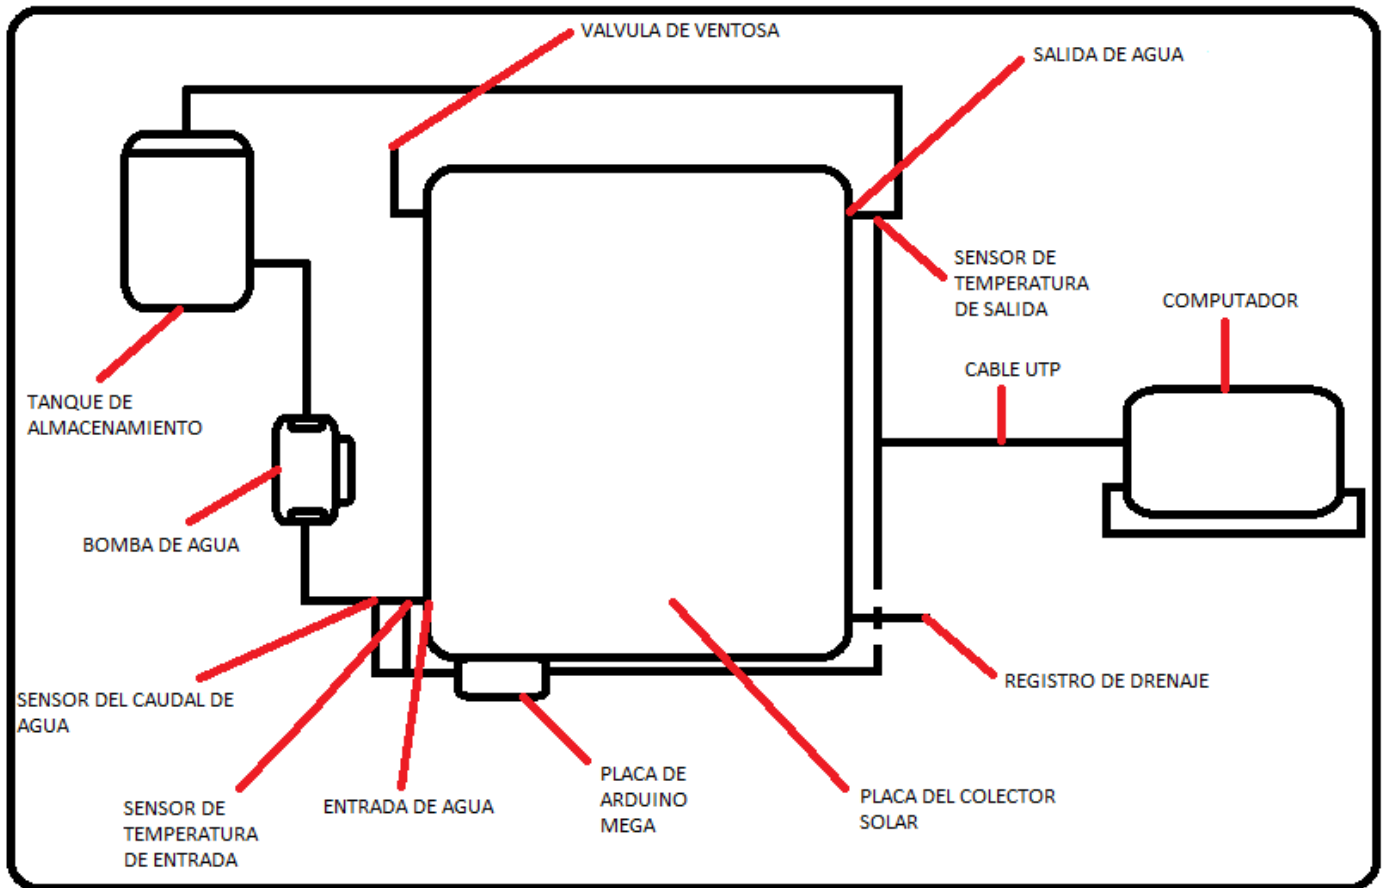 VALVULA DE VENTOSA
SALIDA DE AGUA
SENSOR DE
TEMPERATURA
DE SALIDA
COMPUTADOR
CABLE UTP
TANQUE DE
ALMACENAMIENTO
BOMBA DE AGUA
SENSOR DEL CAUDAL DE
AGUA
REGISTRO DE DRENAJE
SENSOR DE
TEMPERATURA
DE ENTRADA
ENTRADA DE AGUA
PLACA DE
ARDUINO
MEGA
PLACA DEL COLECTOR
SOLAR